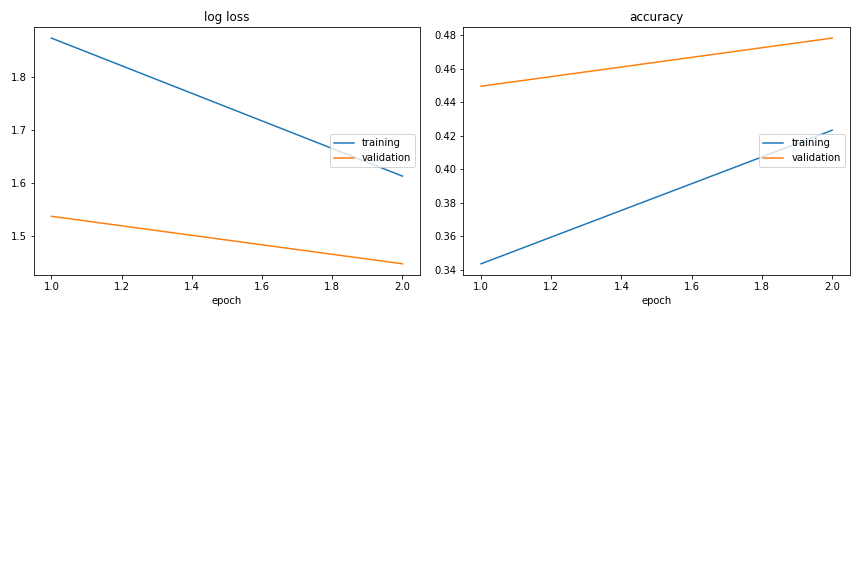 log loss
1.8
1.7
1.6
1.5
training
validation
1.0 1.2 1.4 1.6 1.8 2.0
epoch
accuracy
0.48
0.46
0.44
0.42
0.40
0.38
0.36
0.34
training
validation
1.0 1.2 1.4 1.6 1.8 2.0
epoch